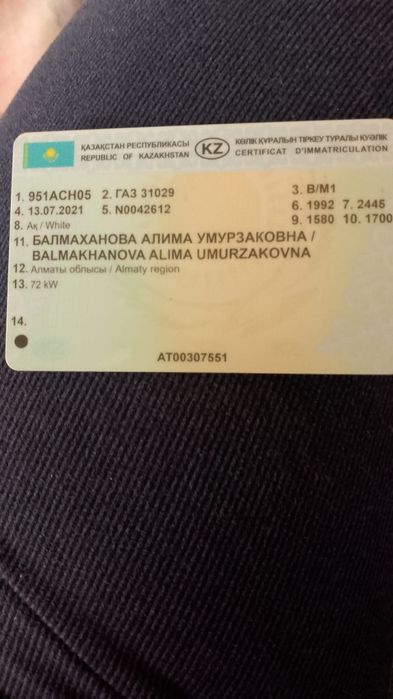 ҚАЗАҚСТАН РЕСПУБЛИКАСЫ
REPUBLIC OF KAZAKHSTAN
KZ
КӨЛІК ҚҰРАЛЫН ТІРКЕУ ТУРАЛЫ КУӘЛІК
CERTIFICAT D'IMMATRICULATION
1. 951ACH05 2. ГАЗ 31029 3. B/M1
4. 13.07.2021 5. N0042612 6. 1992 7. 2445
8. Ақ / White 9. 1580 10. 1700
11. БАЛМАХАНОВА АЛИМА УМУРЗАКОВНА /
BALMAKHANOVA ALIMA UMURZAKOVNA
12. Алматы облысы / Almaty region
13. 72 kW
14.
AT00307551